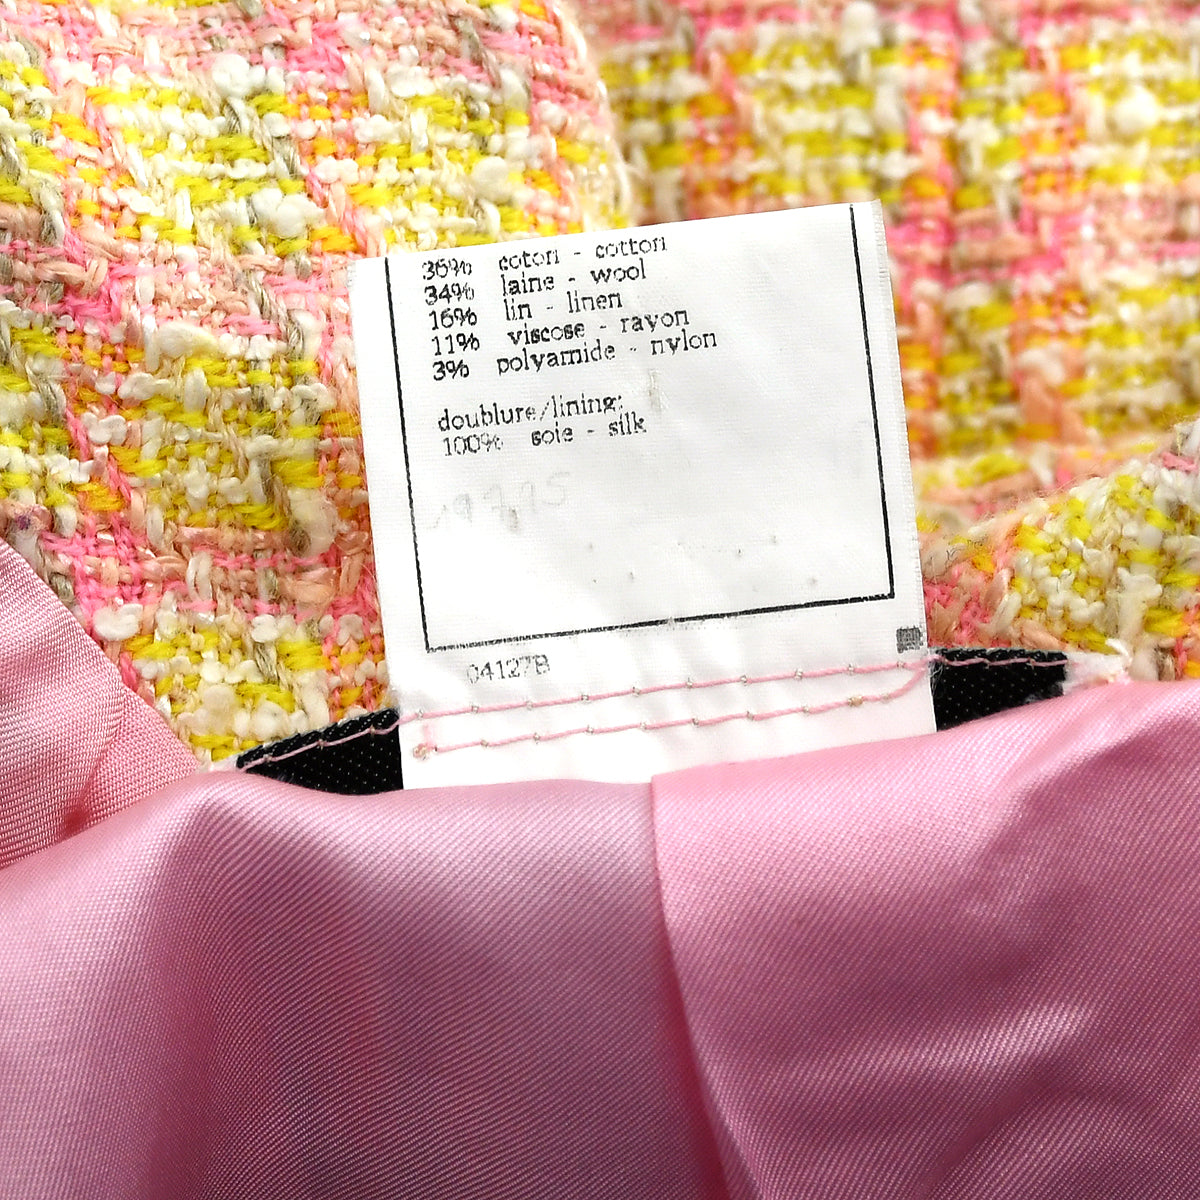 36% coton - cotton
34% laine - wool
16% lin - linen
11% viscose - rayon
3% polyamide - nylon
doublure/lining:
100% soie - silk
04127B